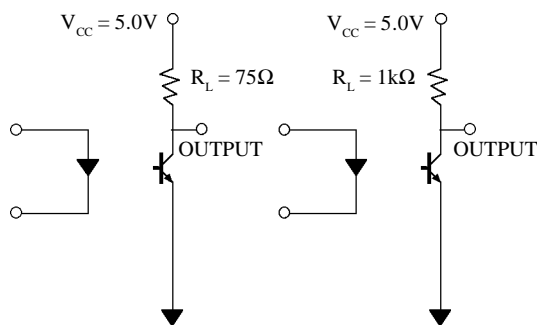 V_CC = 5.0V
R_L = 75Ω
OUTPUT
V_CC = 5.0V
R_L = 1kΩ
OUTPUT